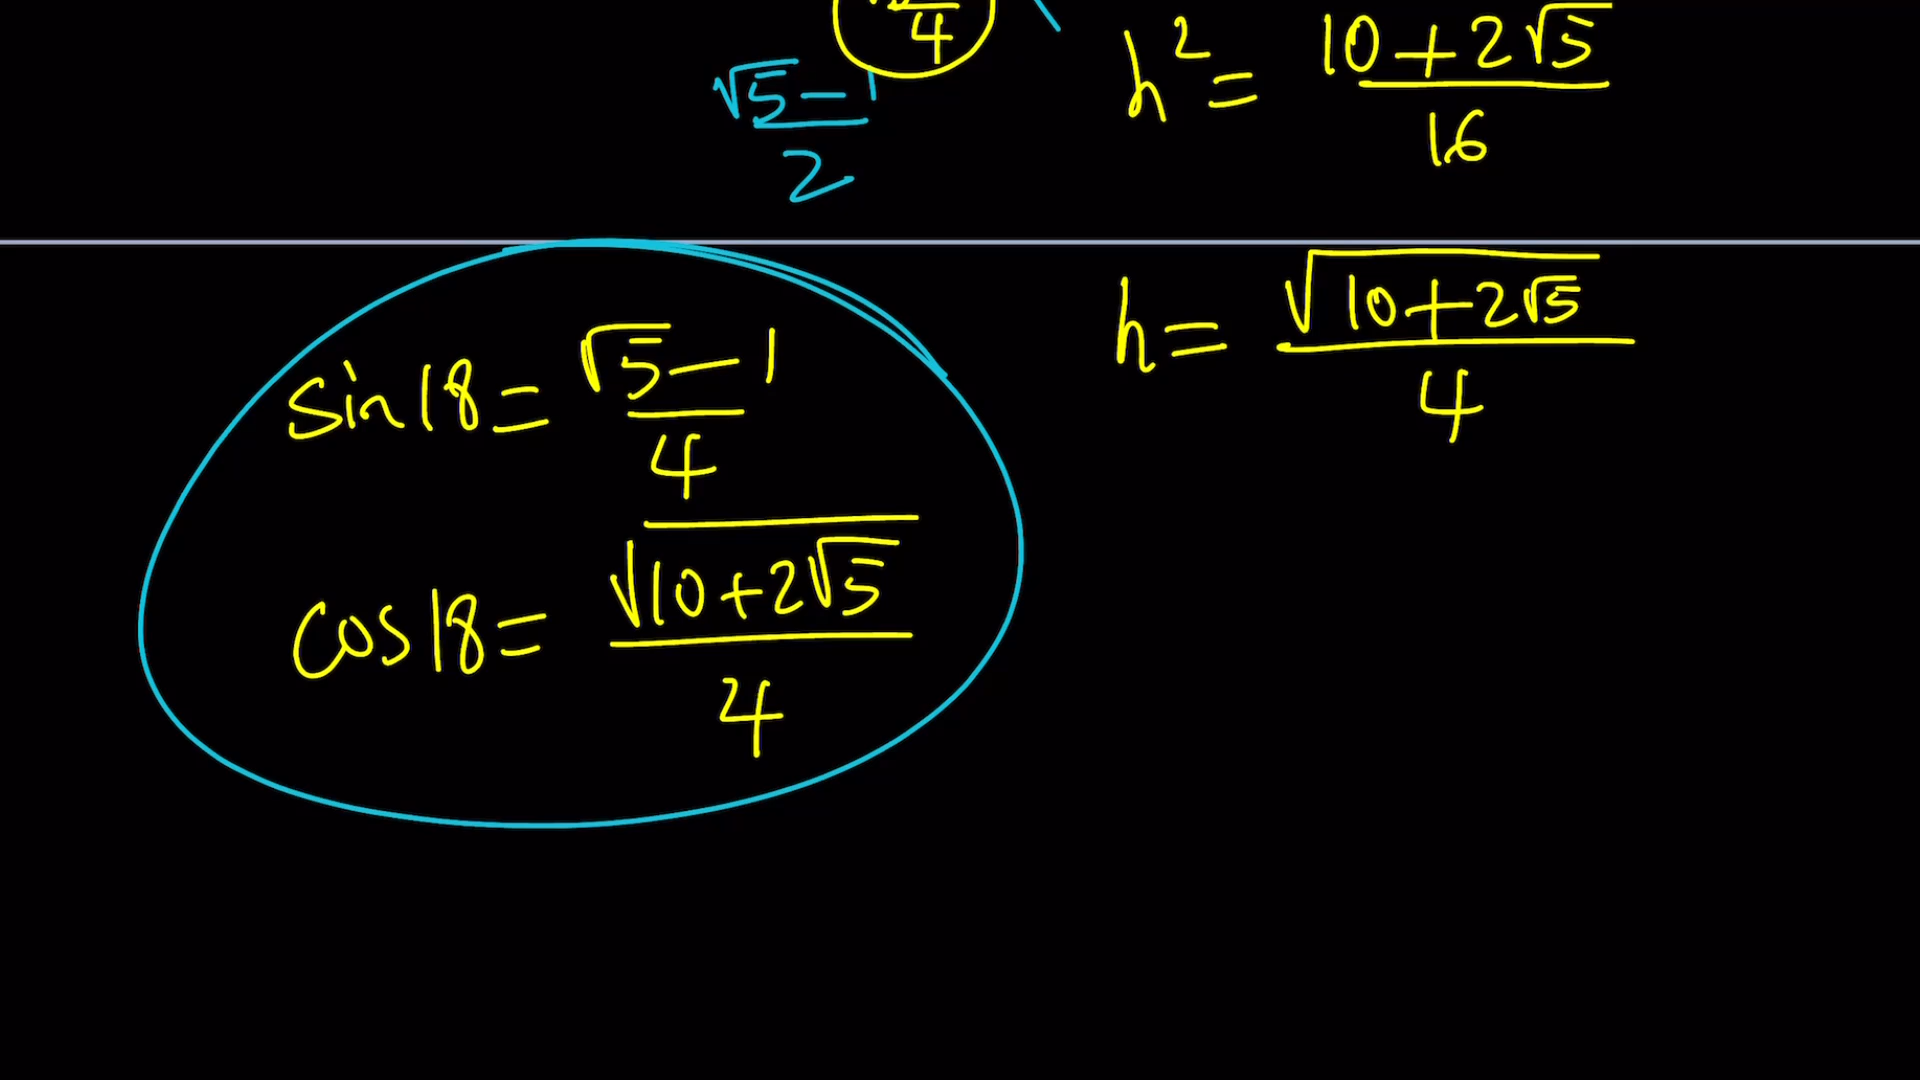 √5 - 1 / 2
4
h² = 10 + 2√5 / 16
h = √(10 + 2√5) / 4
sin 18 = √5 - 1 / 4
cos 18 = √(10 + 2√5) / 4